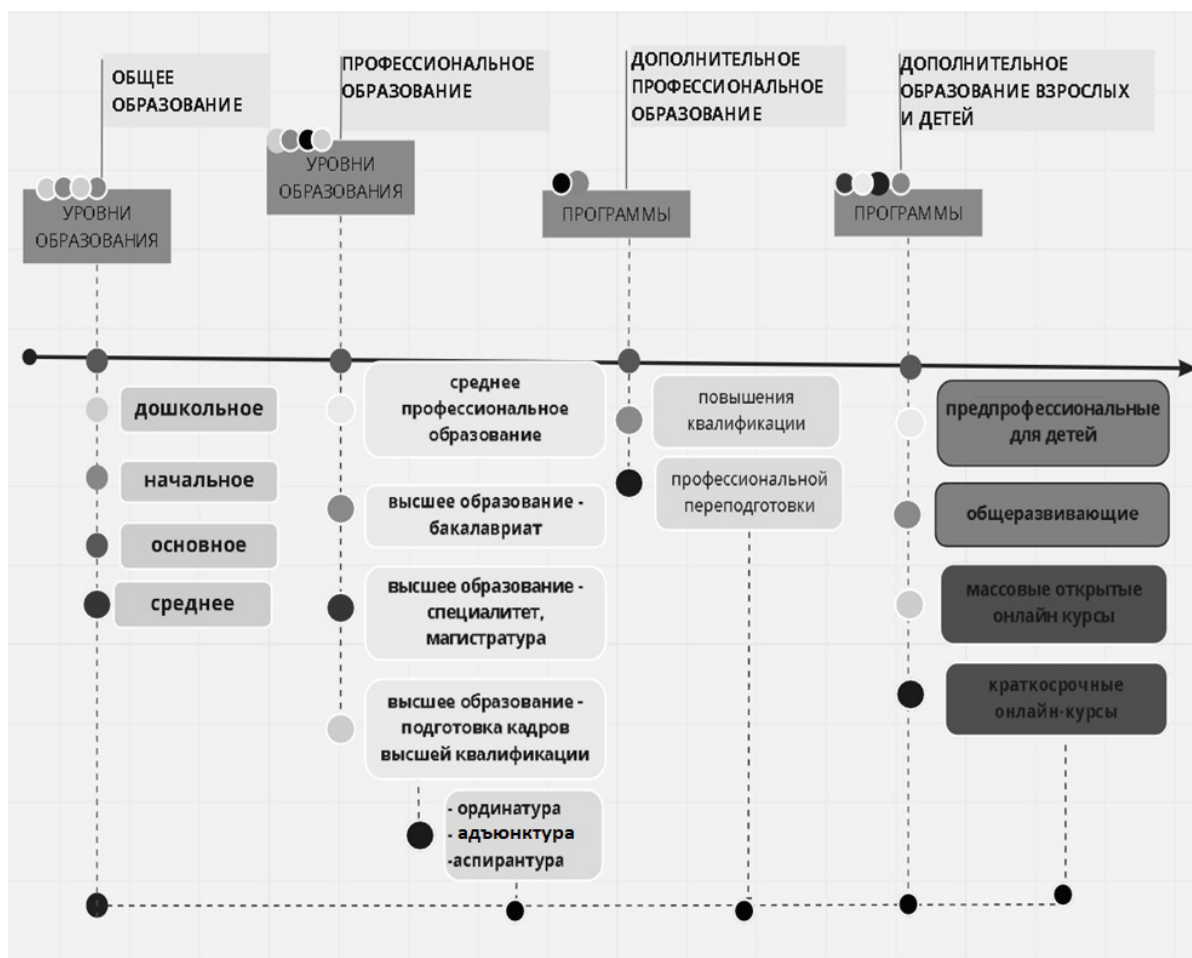 ОБЩЕЕ
ОБРАЗОВАНИЕ
УРОВНИ
ОБРАЗОВАНИЯ
дошкольное
начальное
основное
среднее
ПРОФЕССИОНАЛЬНОЕ
ОБРАЗОВАНИЕ
УРОВНИ
ОБРАЗОВАНИЯ
среднее
профессиональное
образование
высшее образование -
бакалавриат
высшее образование -
специалитет,
магистратура
высшее образование -
подготовка кадров
высшей квалификации
- ординатура
- адъюнктура
-аспирантура
ДОПОЛНИТЕЛЬНОЕ
ПРОФЕССИОНАЛЬНОЕ
ОБРАЗОВАНИЕ
ПРОГРАММЫ
повышения
квалификации
профессиональной
переподготовки
ДОПОЛНИТЕЛЬНОЕ
ОБРАЗОВАНИЕ ВЗРОСЛЫХ
И ДЕТЕЙ
ПРОГРАММЫ
предпрофессиональные
для детей
общеразвивающие
массовые открытые
онлайн курсы
краткосрочные
онлайн-курсы